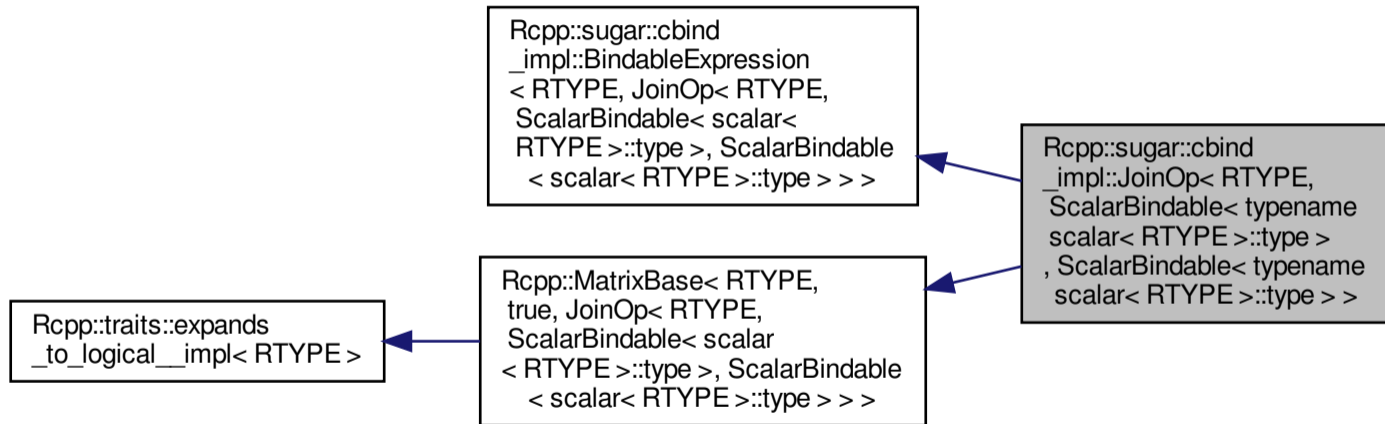 Rcpp::sugar::cbind
_impl::BindableExpression
< RTYPE, JoinOp< RTYPE,
ScalarBindable< scalar<
RTYPE >::type >, ScalarBindable
< scalar< RTYPE >::type > > >
Rcpp::sugar::cbind
_impl::JoinOp< RTYPE,
ScalarBindable< typename
scalar< RTYPE >::type >
, ScalarBindable< typename
scalar< RTYPE >::type > >
Rcpp::MatrixBase< RTYPE,
true, JoinOp< RTYPE,
ScalarBindable< scalar
< RTYPE >::type >, ScalarBindable
< scalar< RTYPE >::type > > >
Rcpp::traits::expands
_to_logical__impl< RTYPE >